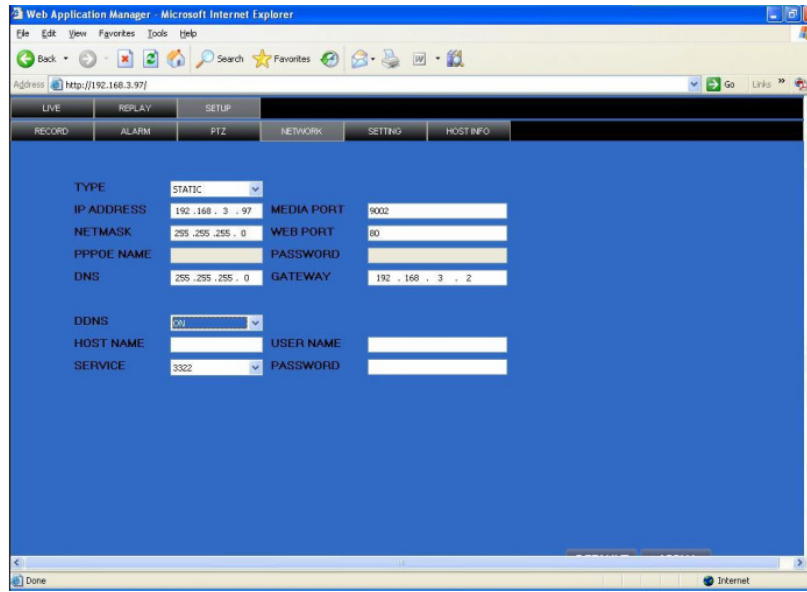 Web Application Manager - Microsoft Internet Explorer
File Edit View Favorites Tools Help
Back Search Favorites
Address http://192.168.3.97/ Go Links »
LIVE REPLAY SETUP
RECORD ALARM PTZ NETWORK SETTING HOST INFO
TYPE STATIC
IP ADDRESS 192 .168 . 3 . 97 MEDIA PORT 9002
NETMASK 255 .255 .255 . 0 WEB PORT 80
PPPOE NAME PASSWORD
DNS 255 .255 .255 . 0 GATEWAY 192 . 168 . 3 . 2
DDNS ON
HOST NAME USER NAME
SERVICE 3322 PASSWORD
Done Internet